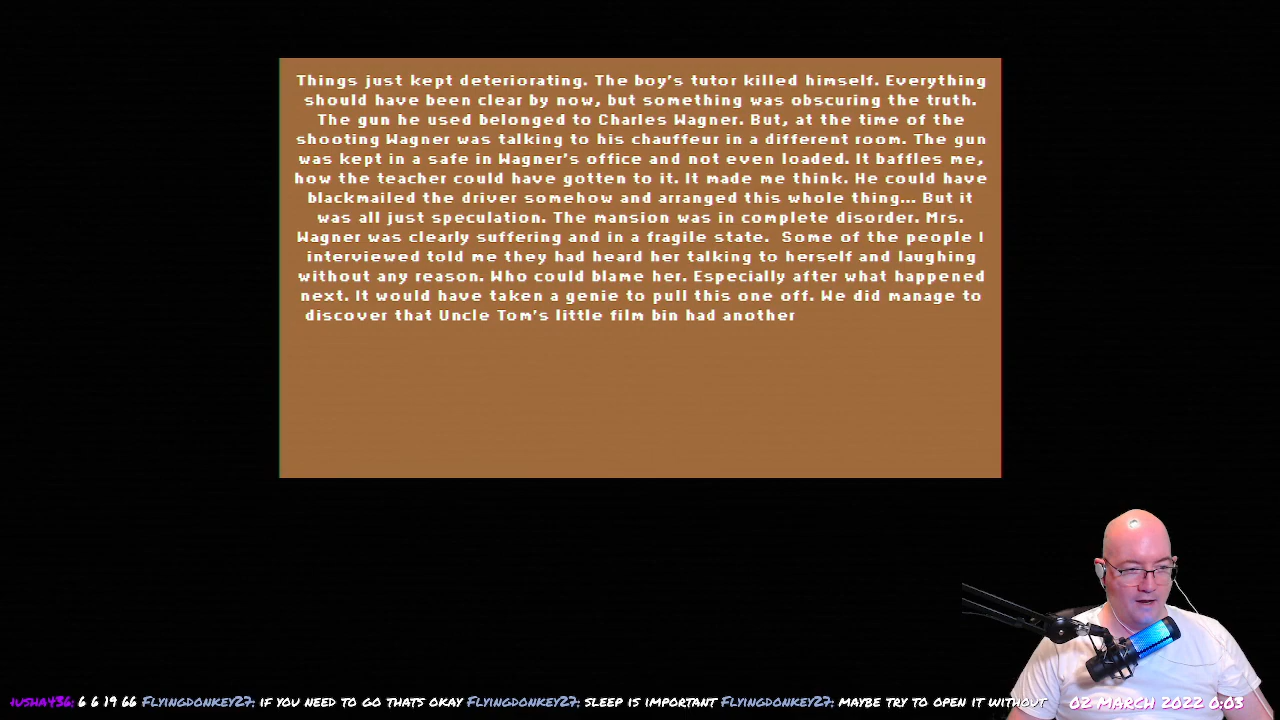 Things just kept deteriorating. The boy's tutor killed himself. Everything
should have been clear by now, but something was obscuring the truth.
The gun he used belonged to Charles Wagner. But, at the time of the
shooting Wagner was talking to his chauffeur in a different room. The gun
was kept in a safe in Wagner's office and not even loaded. It baffles me,
how the teacher could have gotten to it. It made me think. He could have
blackmailed the driver somehow and arranged this whole thing... But it
was all just speculation. The mansion was in complete disorder. Mrs.
Wagner was clearly suffering and in a fragile state.  Some of the people I
interviewed told me they had heard her talking to herself and laughing
without any reason. Who could blame her. Especially after what happened
next. It would have taken a genie to pull this one off. We did manage to
discover that Uncle Tom's little film bin had another
6 6 19 66 Flyingdonkey27: if you need to go thats okay Flyingdonkey27: sleep is important Flyingdonkey27: maybe try to open it without
02 March 2022 0:03